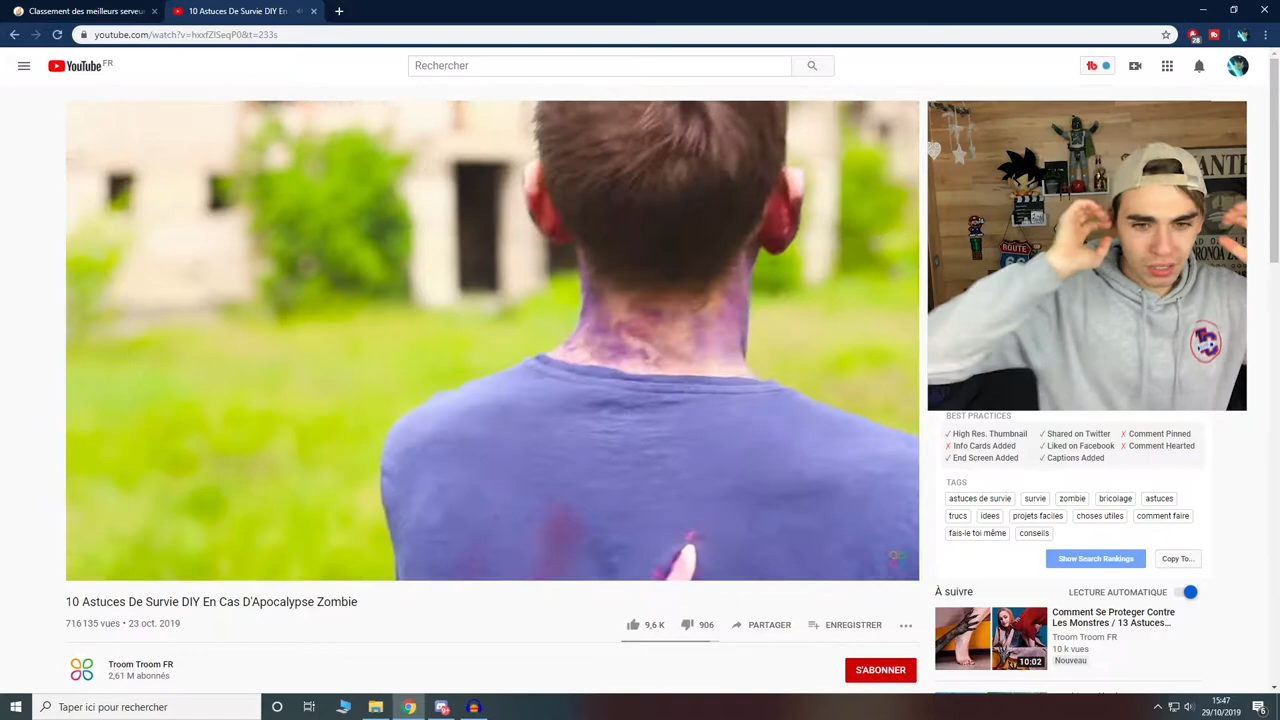 Classement des meilleurs serveu
10 Astuces De Survie DIY En
youtube.com/watch?v=hxxfZISeqP0&t=233s
28
YouTube FR
Rechercher
tb
WANTE
ROUTE
BEST PRACTICES
✓ High Res. Thumbnail ✓ Shared on Twitter ✗ Comment Pinned
✗ Info Cards Added ✓ Liked on Facebook ✗ Comment Hearted
✓ End Screen Added ✓ Captions Added
TAGS
astuces de survie survie zombie bricolage astuces
trucs idees projets faciles choses utiles comment faire
fais-le toi même conseils
Show Search Rankings Copy To...
10 Astuces De Survie DIY En Cas D'Apocalypse Zombie
716 135 vues • 23 oct. 2019
9,6 K 906 PARTAGER ENREGISTRER
Troom Troom FR
2,61 M abonnés
S'ABONNER
À suivre LECTURE AUTOMATIQUE
Comment Se Proteger Contre
Les Monstres / 13 Astuces...
Troom Troom FR
10 k vues
Nouveau
10:02
Taper ici pour rechercher
15:47
29/10/2019
6